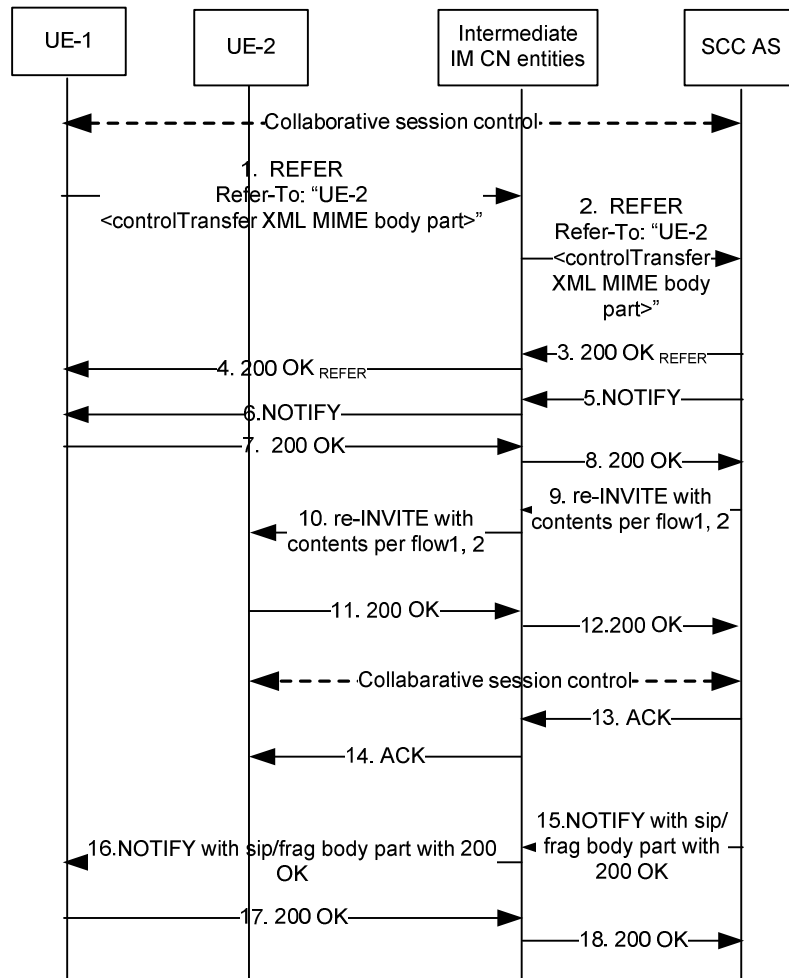 UE-1
UE-2
Intermediate
IM CN entities
SCC AS
Collaborative session control
1. REFER
Refer-To: “UE-2
<controlTransfer XML MIME body part>”
2. REFER
Refer-To: “UE-2
<controlTransfer
XML MIME body
part>”
3. 200 OK REFER
4. 200 OK REFER
5.NOTIFY
6.NOTIFY
7. 200 OK
8. 200 OK
9. re-INVITE with
contents per flow1, 2
10. re-INVITE with
contents per flow1, 2
11. 200 OK
12.200 OK
Collabarative session control
13. ACK
14. ACK
15.NOTIFY with sip/
frag body part with
200 OK
16.NOTIFY with sip/frag body part with 200
OK
17. 200 OK
18. 200 OK